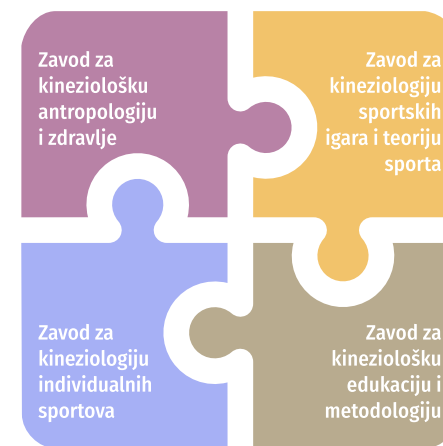 Zavod za
kineziološku
antropologiju
i zdravlje
Zavod za
kineziologiju
sportskih
igara i teoriju
sporta
Zavod za
kineziologiju
individualnih
sportova
Zavod za
kineziološku
edukaciju i
metodologiju